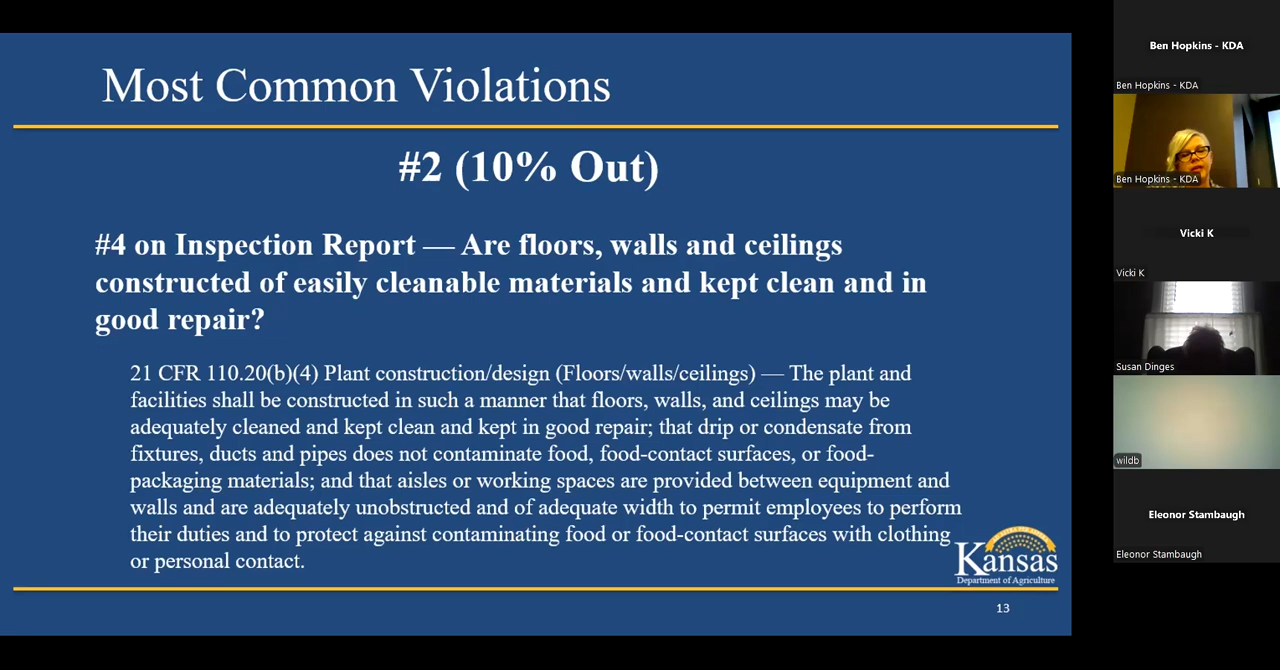 Most Common Violations
#2 (10% Out)
#4 on Inspection Report — Are floors, walls and ceilings
constructed of easily cleanable materials and kept clean and in
good repair?
21 CFR 110.20(b)(4) Plant construction/design (Floors/walls/ceilings) — The plant and
facilities shall be constructed in such a manner that floors, walls, and ceilings may be
adequately cleaned and kept clean and kept in good repair; that drip or condensate from
fixtures, ducts and pipes does not contaminate food, food-contact surfaces, or food-
packaging materials; and that aisles or working spaces are provided between equipment and
walls and are adequately unobstructed and of adequate width to permit employees to perform
their duties and to protect against contaminating food or food-contact surfaces with clothing
or personal contact.
Kansas
Department of Agriculture
13
Ben Hopkins - KDA
Ben Hopkins - KDA
Ben Hopkins - KDA
Vicki K
Vicki K
Susan Dinges
wildb
Eleonor Stambaugh
Eleonor Stambaugh